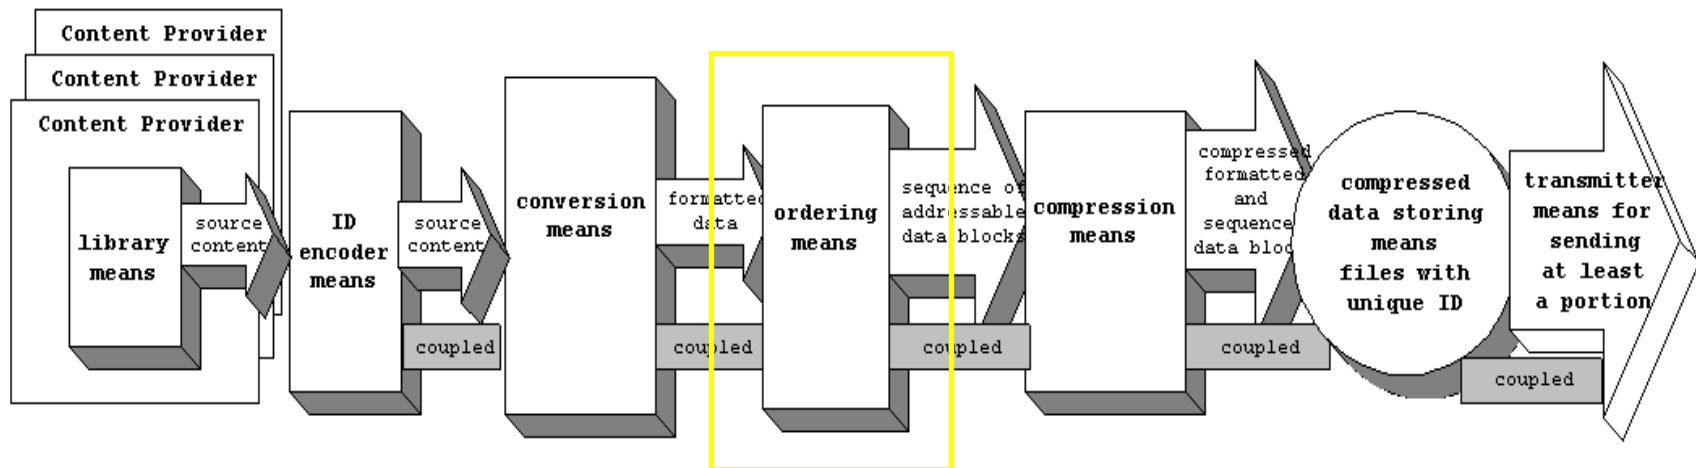 Content Provider
Content Provider
Content Provider
library
means
source
content
ID
encoder
means
source
content
coupled
conversion
means
formatted
data
coupled
ordering
means
sequence of
addressable
data blocks
coupled
compression
means
compressed
formatted
and
sequence
data bloc
coupled
compressed
data storing
means
files with
unique ID
transmitter
means for
sending
at least
a portion
coupled